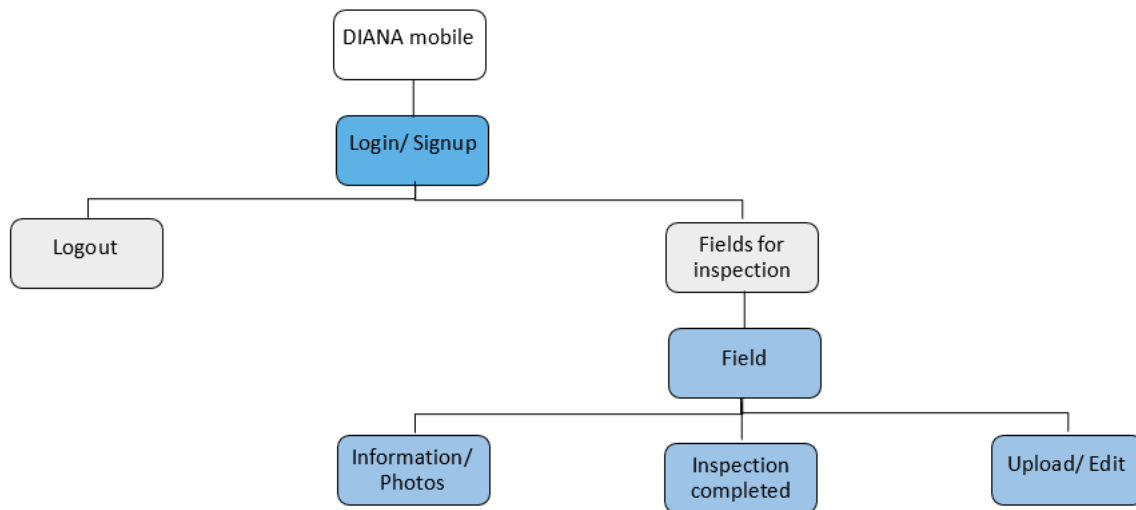 DIANA mobile
Login/ Signup
Logout
Fields for
inspection
Field
Information/
Photos
Inspection
completed
Upload/ Edit